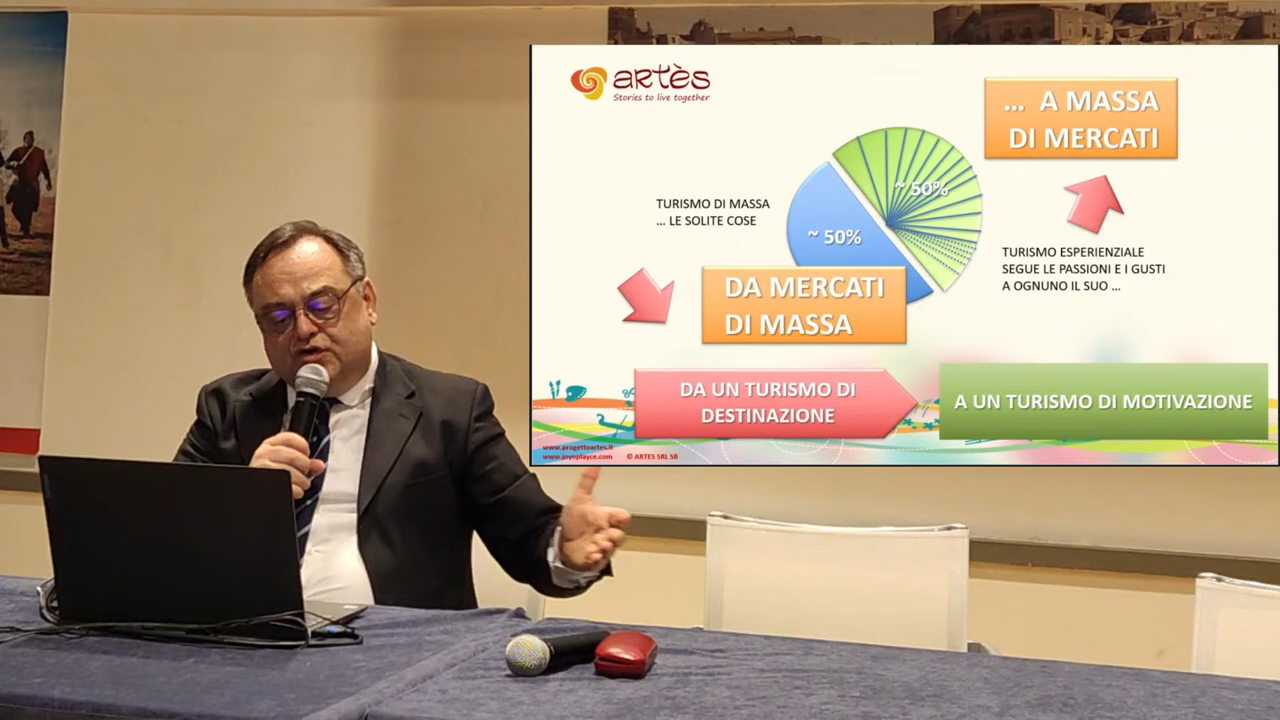 artès
Stories to live together
... A MASSA
DI MERCATI
~ 50%
TURISMO DI MASSA
... LE SOLITE COSE
~ 50%
TURISMO ESPERIENZIALE
SEGUE LE PASSIONI E I GUSTI
A OGNUNO IL SUO ...
DA MERCATI
DI MASSA
DA UN TURISMO DI
DESTINAZIONE
A UN TURISMO DI MOTIVAZIONE
www.progettoartes.it
www.joynplayce.com © ARTES SRL SB